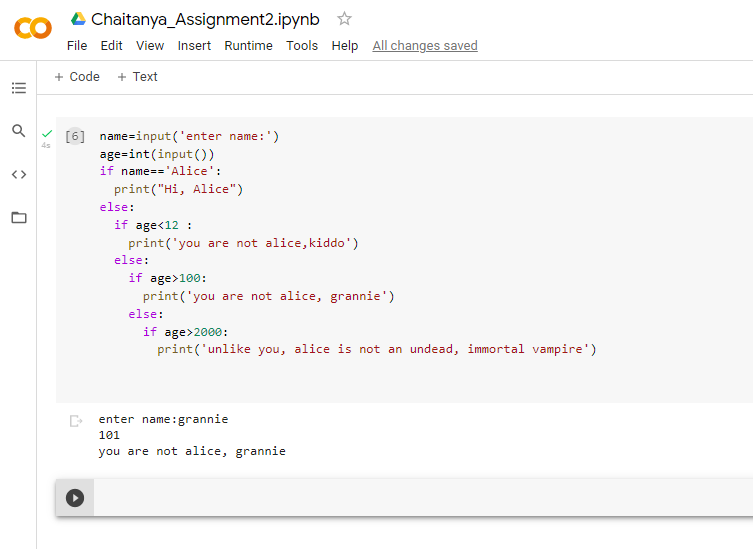 Chaitanya_Assignment2.ipynb
File Edit View Insert Runtime Tools Help All changes saved
+ Code + Text
4s
[6] name=input('enter name:')
age=int(input())
if name=='Alice':
  print("Hi, Alice")
else:
  if age<12 :
    print('you are not alice,kiddo')
  else:
    if age>100:
      print('you are not alice, grannie')
    else:
      if age>2000:
        print('unlike you, alice is not an undead, immortal vampire')
enter name:grannie
101
you are not alice, grannie